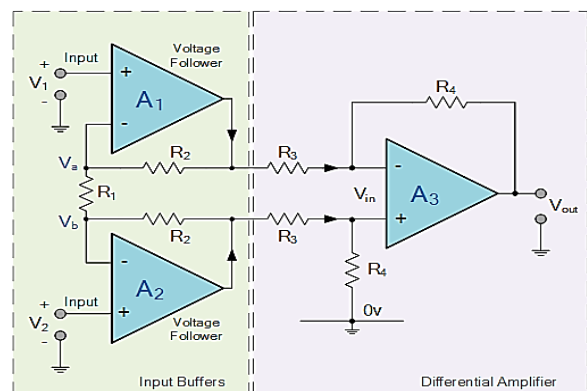 Voltage
Follower
+
Input
V1
-
+
A1
-
Va
R2
R3
R4
R1
Vb
R2
R3
Vin
-
A3
+
Vout
R4
0v
-
A2
+
+
Input
V2
-
Voltage
Follower
Input Buffers
Differential Amplifier